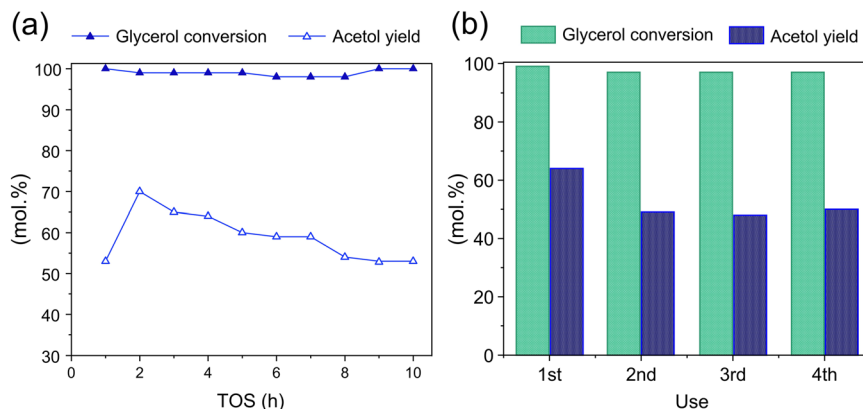 (a)
Glycerol conversion
Acetol yield
100
90
80
70
60
50
40
30
(mol.%)
0
2
4
6
8
10
TOS (h)
(b)
Glycerol conversion
Acetol yield
100
80
60
40
20
0
(mol.%)
1st
2nd
3rd
4th
Use